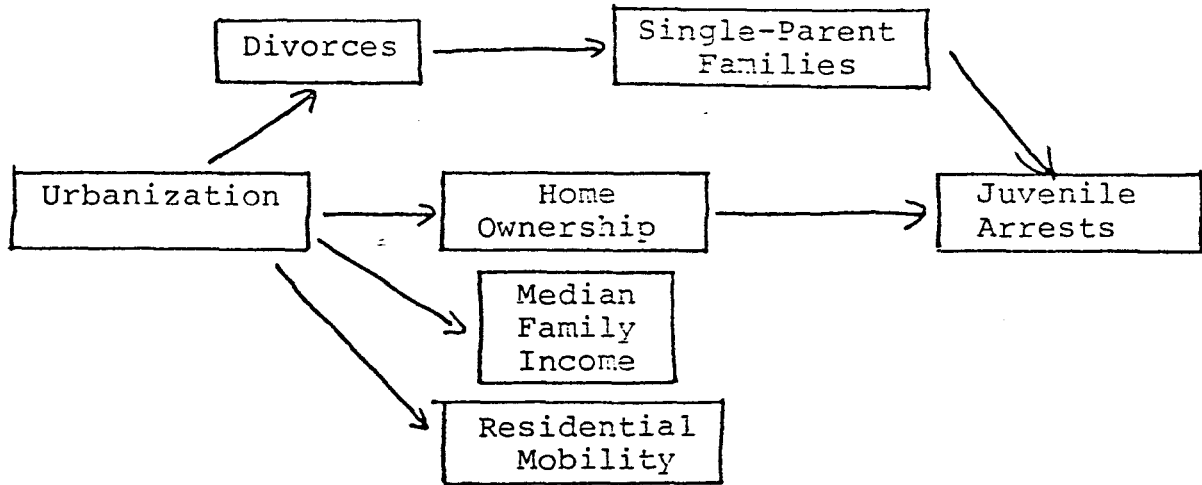 Divorces
Single-Parent
Families
Urbanization
Home
Ownership
Juvenile
Arrests
Median
Family
Income
Residential
Mobility